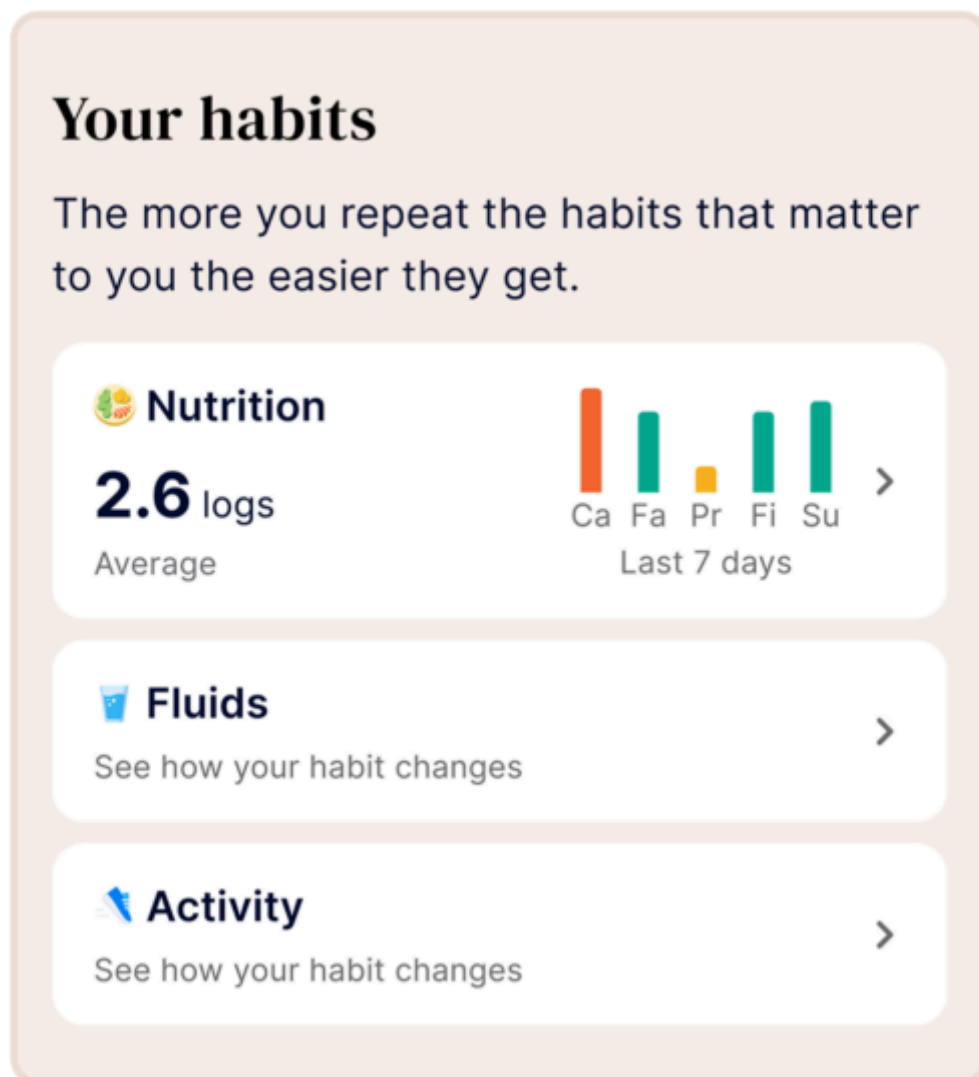 Your habits
The more you repeat the habits that matter
to you the easier they get.
Nutrition
2.6 logs
Average
Ca Fa Pr Fi Su
Last 7 days
Fluids
See how your habit changes
Activity
See how your habit changes